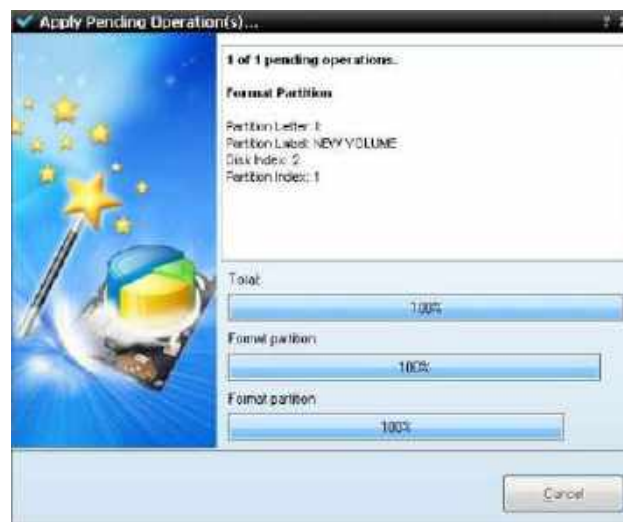 Apply Pending Operation(s)...
1 of 1 pending operations.
Format Partition
Partition Letter: I:
Partition Label: NEW VOLUME
Disk Index: 2
Partition Index: 1
Total:
100%
Format partition
100%
Format partition
100%
Cancel